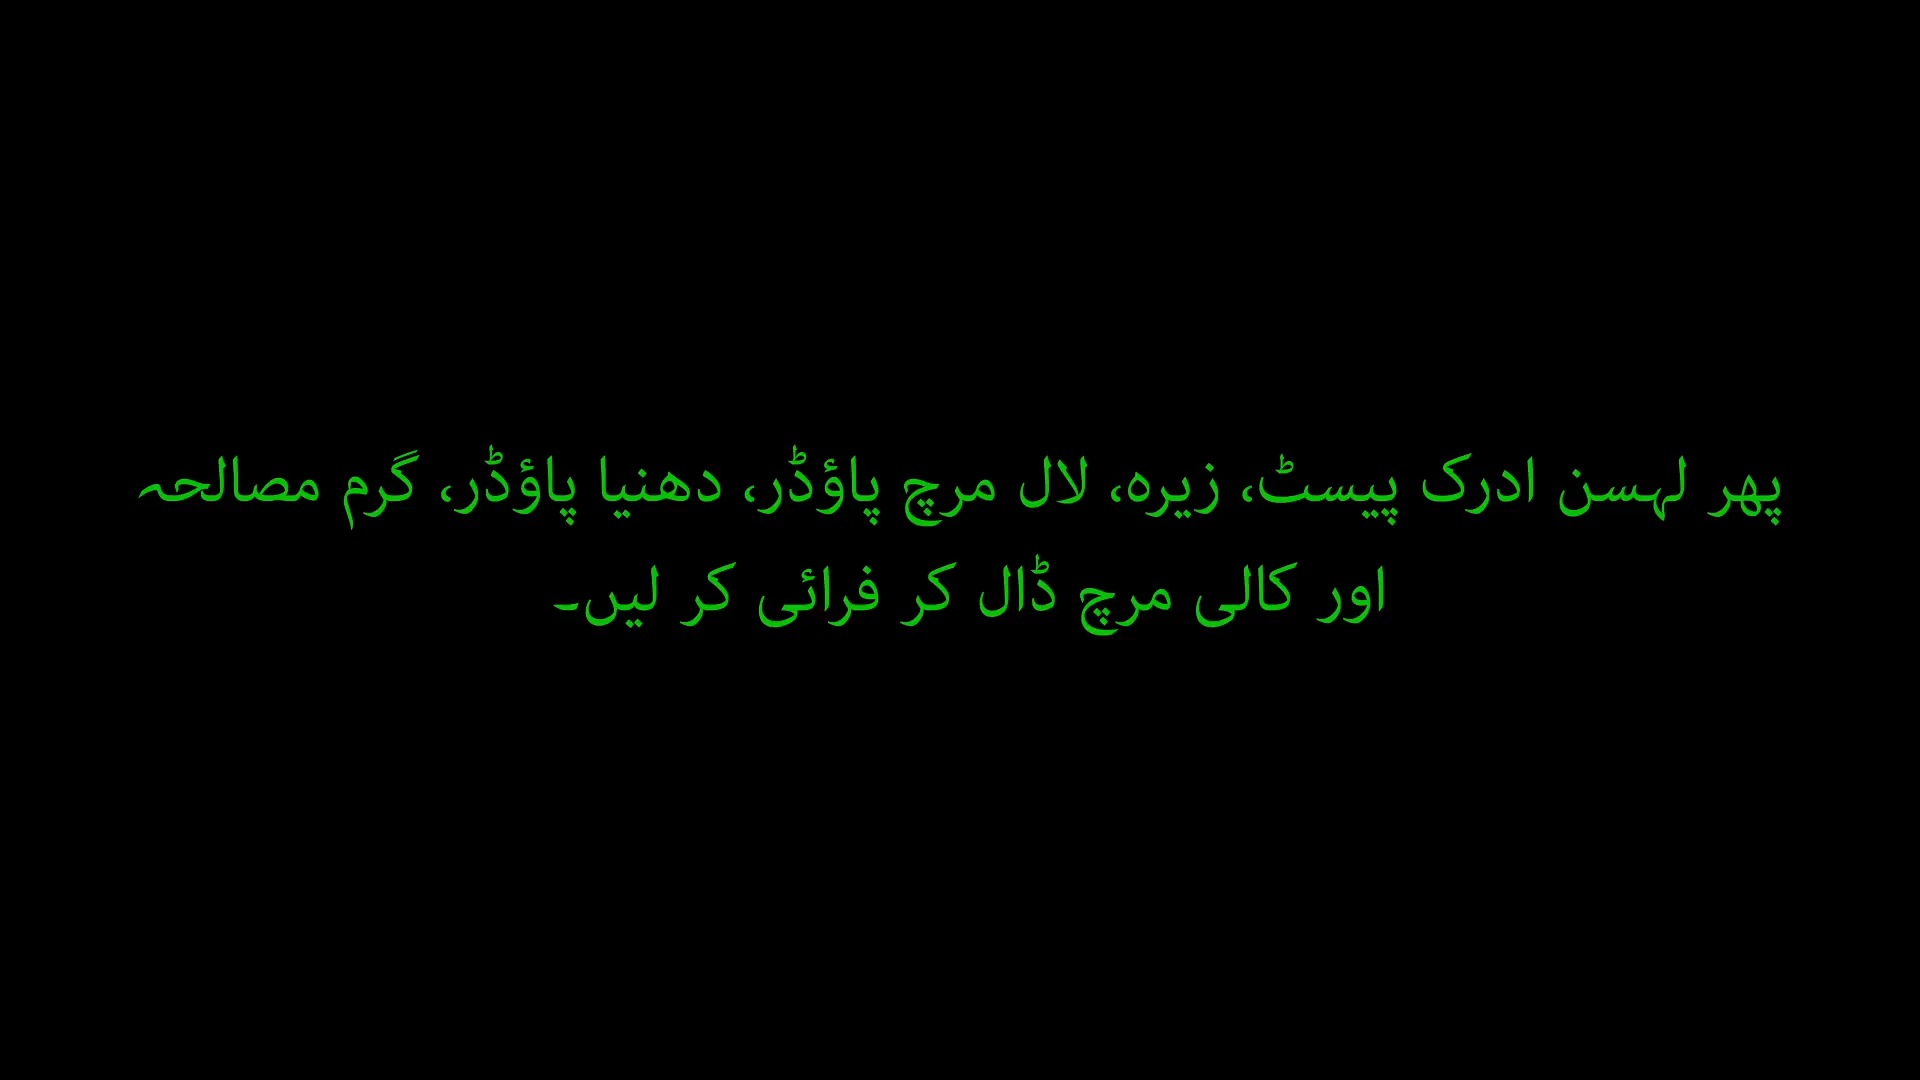 پھر لہسن ادرک پیسٹ، زیرہ، لال مرچ پاؤڈر، دھنیا پاؤڈر، گرم مصالحہ
اور کالی مرچ ڈال کر فرائی کر لیں۔